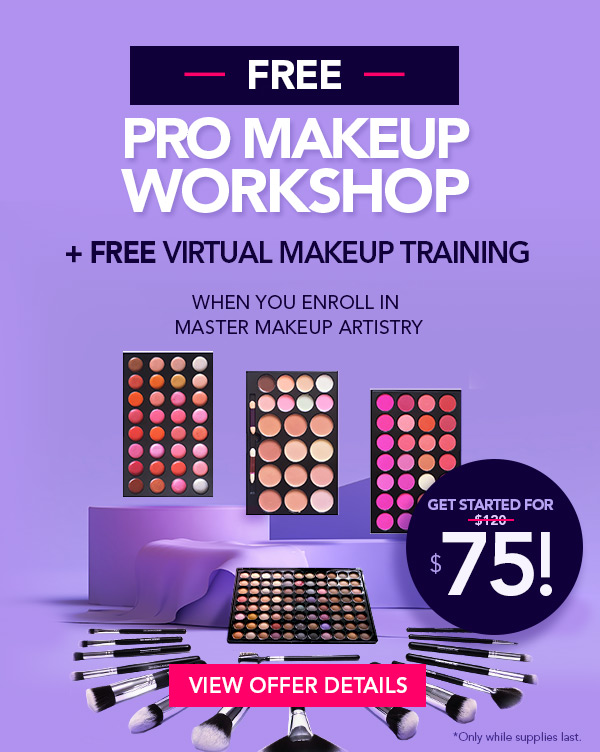 FREE
PRO MAKEUP
WORKSHOP
+ FREE VIRTUAL MAKEUP TRAINING
WHEN YOU ENROLL IN
MASTER MAKEUP ARTISTRY
GET STARTED FOR
$120
$75!
VIEW OFFER DETAILS
*Only while supplies last.